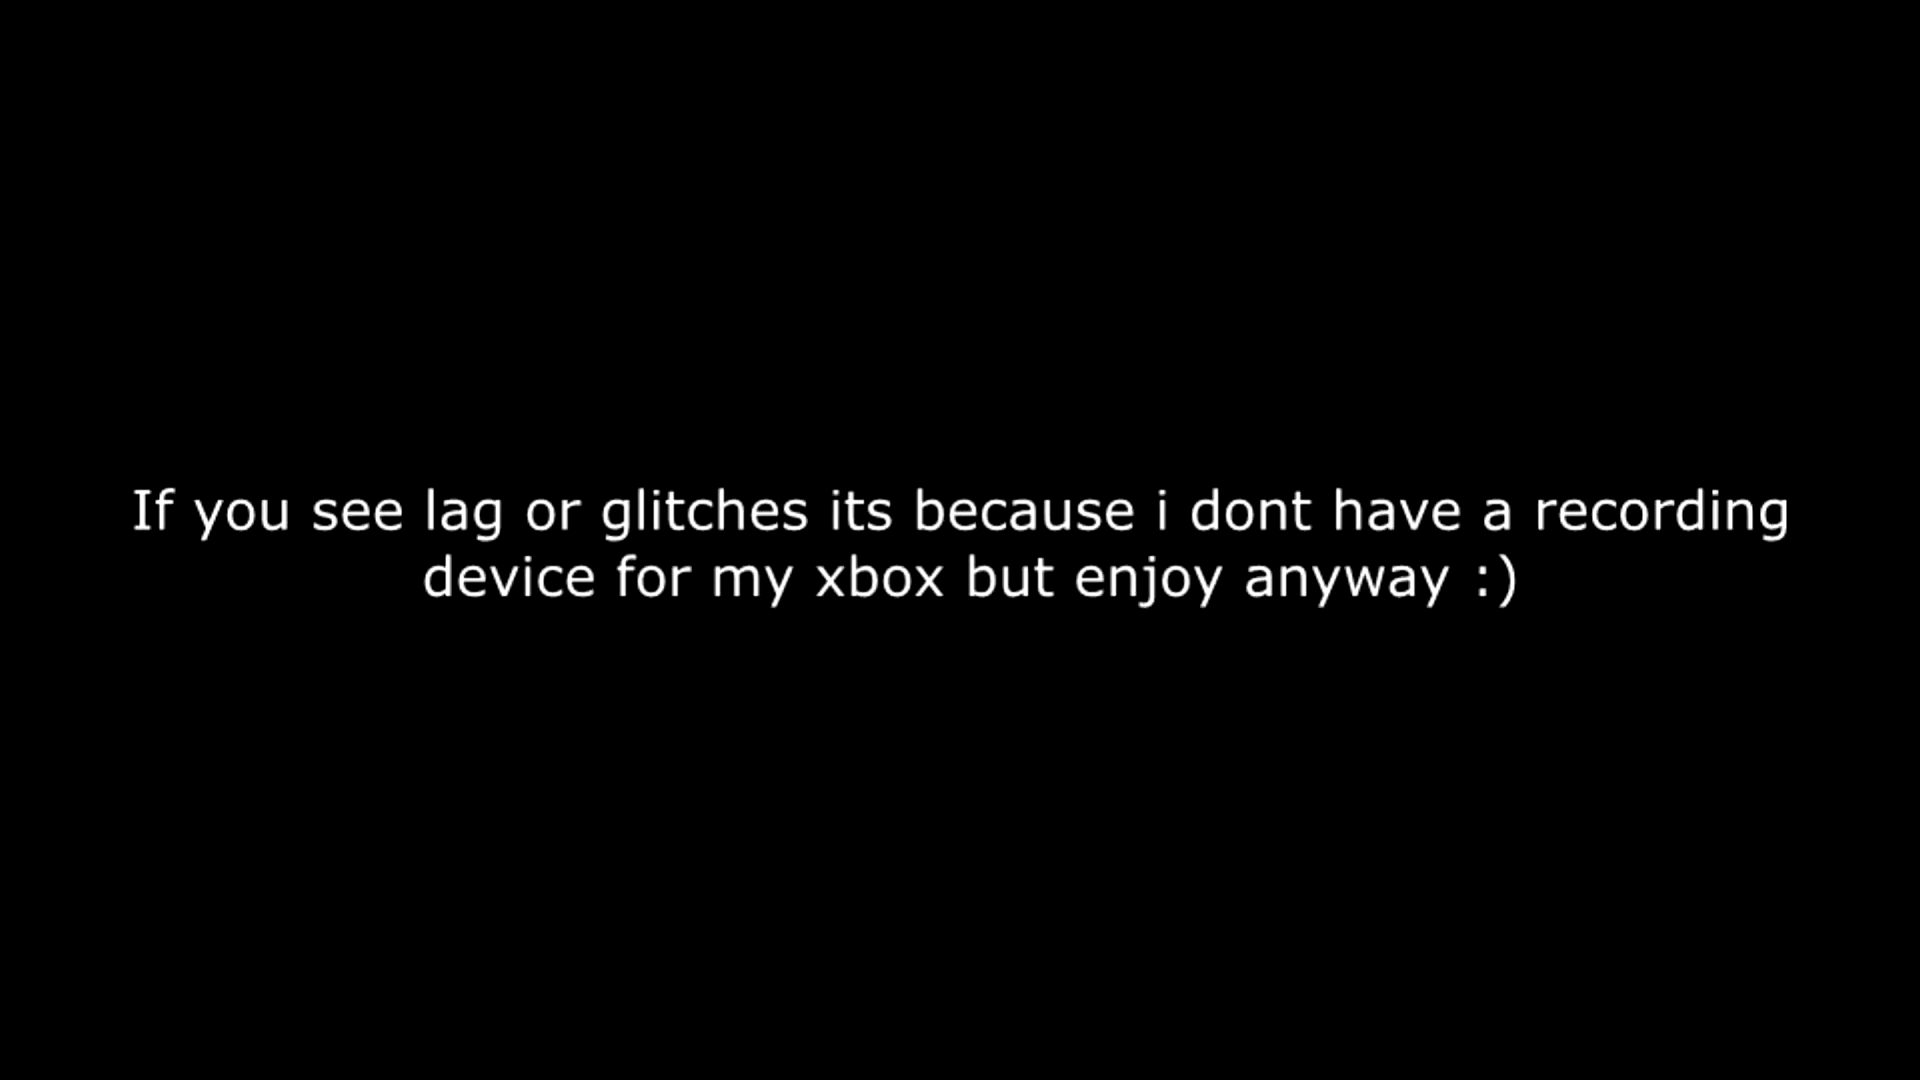 If you see lag or glitches its because i dont have a recording
device for my xbox but enjoy anyway :)